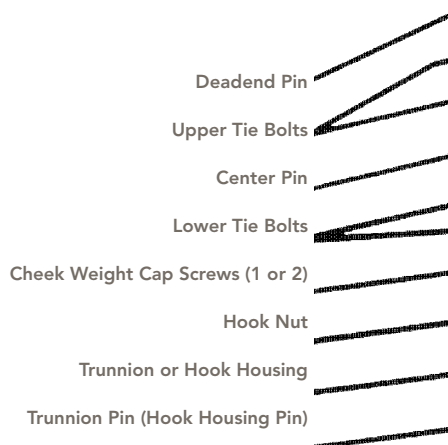 Deadend Pin
Upper Tie Bolts
Center Pin
Lower Tie Bolts
Cheek Weight Cap Screws (1 or 2)
Hook Nut
Trunnion or Hook Housing
Trunnion Pin (Hook Housing Pin)